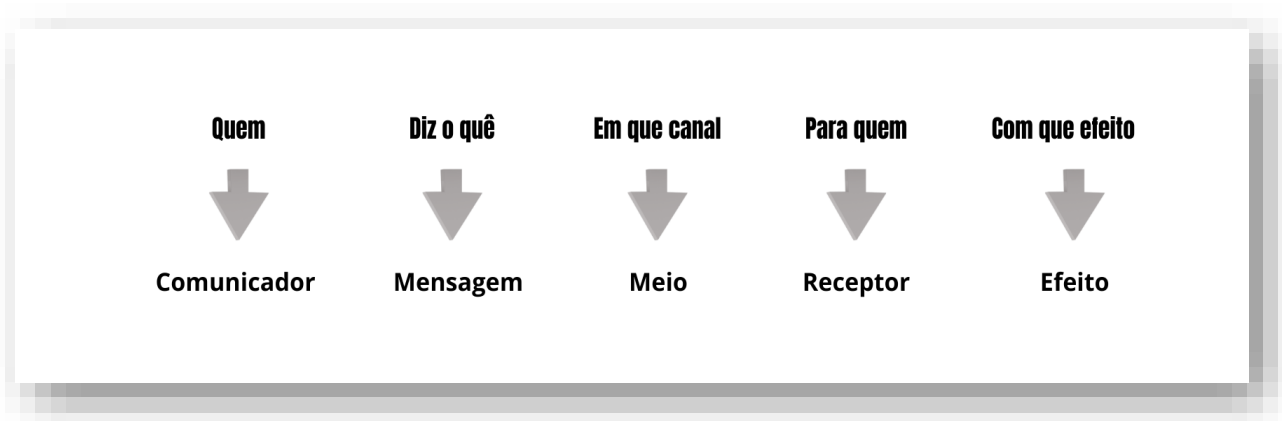 Quem Diz o quê Em que canal Para quem Com que efeito
Comunicador Mensagem Meio Receptor Efeito